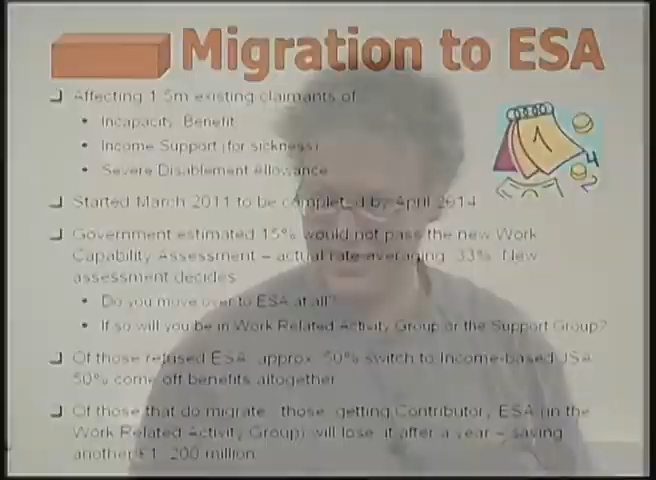 Migration to ESA
Affecting 1.5m existing claimants of
Incapacity Benefit
Income Support (for sickness)
Severe Disablement Allowance
Started March 2011 to be completed by April 2014
Government estimated 15% would not pass the new Work
Capability Assessment – actual rate averaging 33%. New
assessment decides
Do you move over to ESA at all?
If so will you be in Work Related Activity Group or the Support Group?
Of those refused ESA approx. 50% switch to Income-based JSA
50% come off benefits altogether
Of those that do migrate those getting Contributory ESA (in the
Work Related Activity Group) will lose it after a year – saving
another £1,200 million